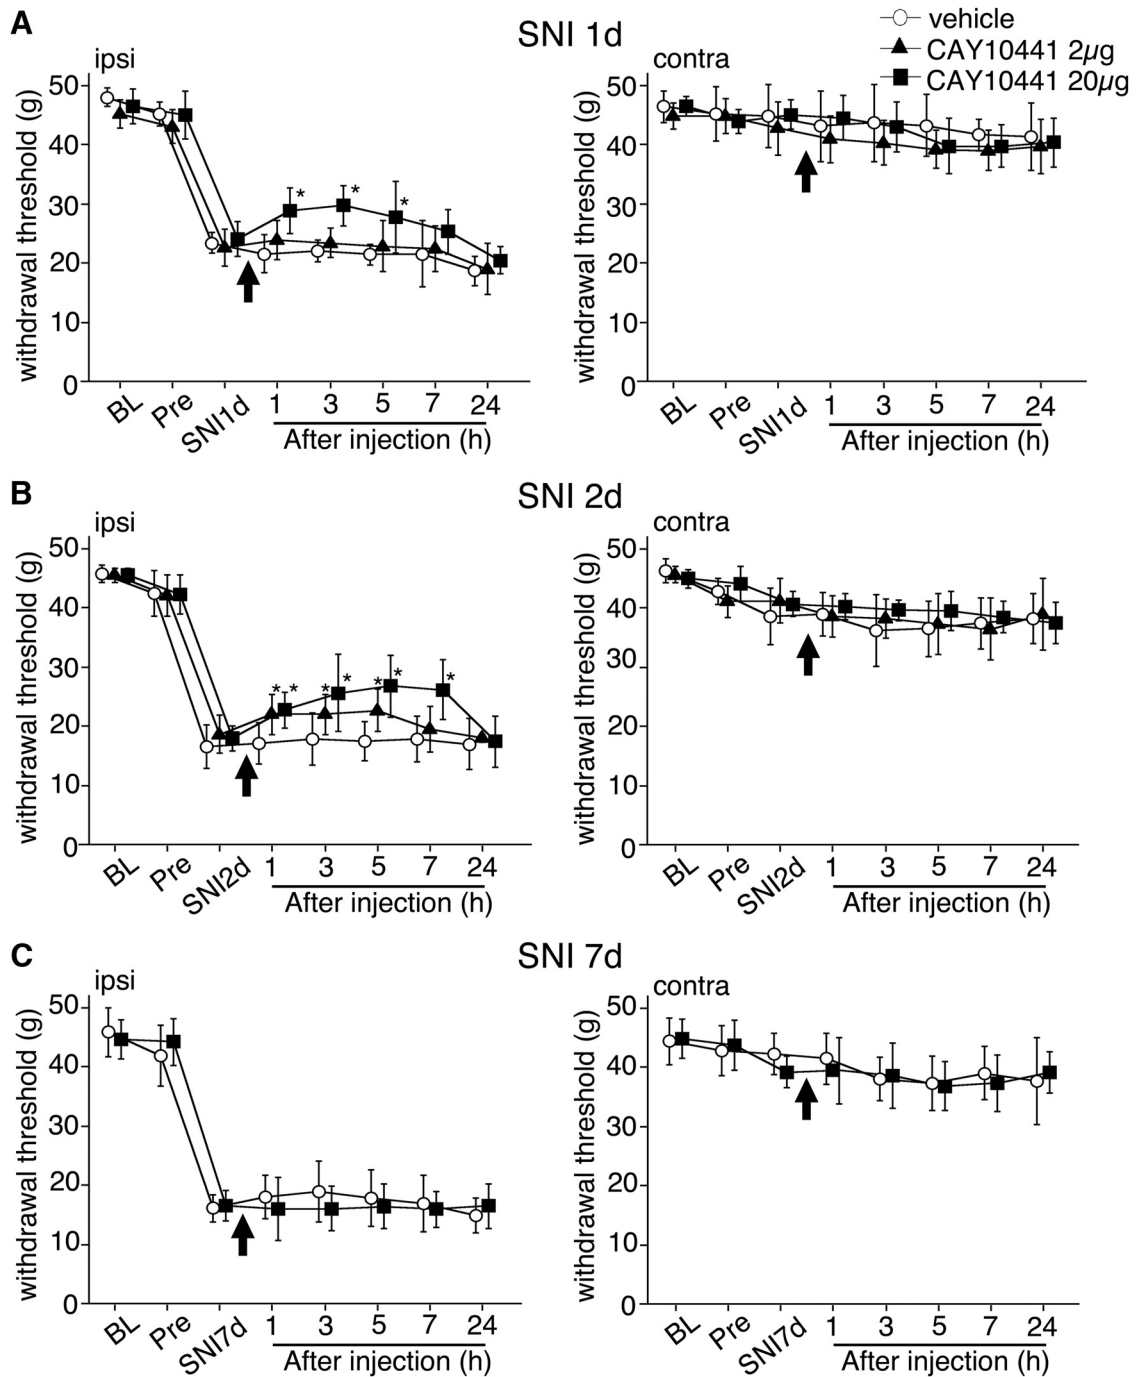 A
SNI 1d
vehicle
CAY10441 2µg
CAY10441 20µg
ipsi
contra
withdrawal threshold (g)
50
40
30
20
10
0
* * *
BL Pre SNI1d 1 3 5 7 24
After injection (h)
withdrawal threshold (g)
50
40
30
20
10
0
BL Pre SNI1d 1 3 5 7 24
After injection (h)
B
SNI 2d
ipsi
contra
withdrawal threshold (g)
50
40
30
20
10
0
* * * * * * *
BL Pre SNI2d 1 3 5 7 24
After injection (h)
withdrawal threshold (g)
50
40
30
20
10
0
BL Pre SNI2d 1 3 5 7 24
After injection (h)
C
SNI 7d
ipsi
contra
withdrawal threshold (g)
50
40
30
20
10
0
BL Pre SNI7d 1 3 5 7 24
After injection (h)
withdrawal threshold (g)
50
40
30
20
10
0
BL Pre SNI7d 1 3 5 7 24
After injection (h)